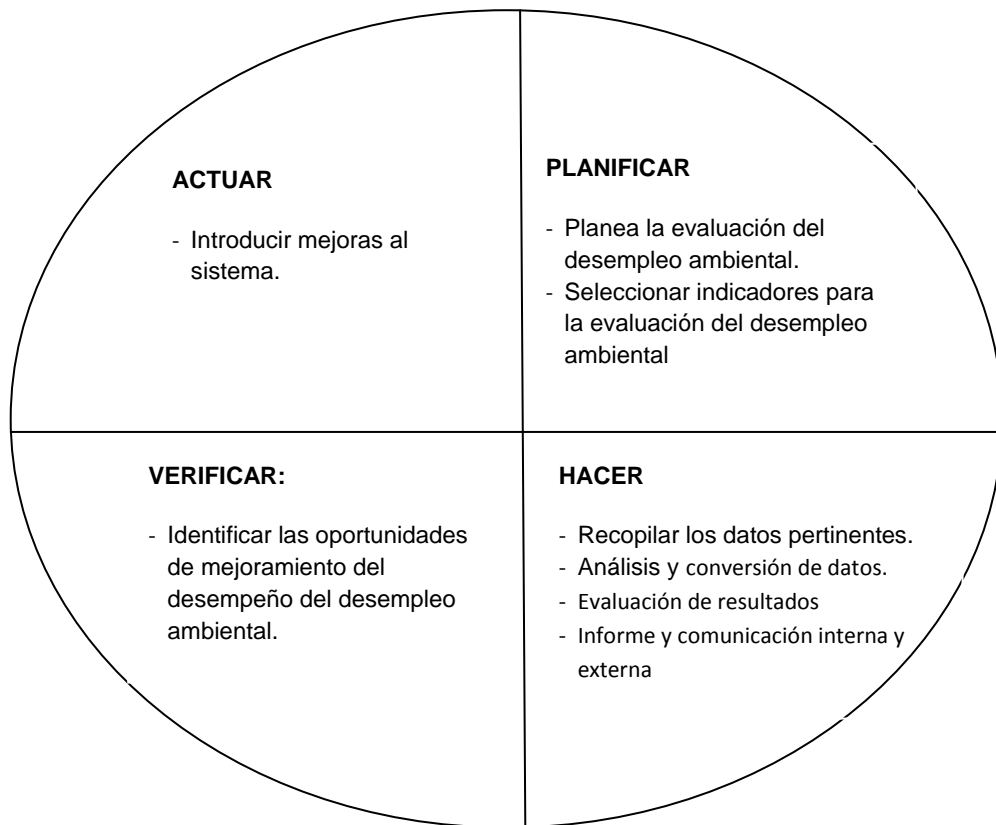 ACTUAR
- Introducir mejoras al
sistema.
PLANIFICAR
- Planea la evaluación del
desempleo ambiental.
- Seleccionar indicadores para
la evaluación del desempleo
ambiental
VERIFICAR:
- Identificar las oportunidades
de mejoramiento del
desempeño del desempleo
ambiental.
HACER
- Recopilar los datos pertinentes.
- Análisis y conversión de datos.
- Evaluación de resultados
- Informe y comunicación interna y
externa